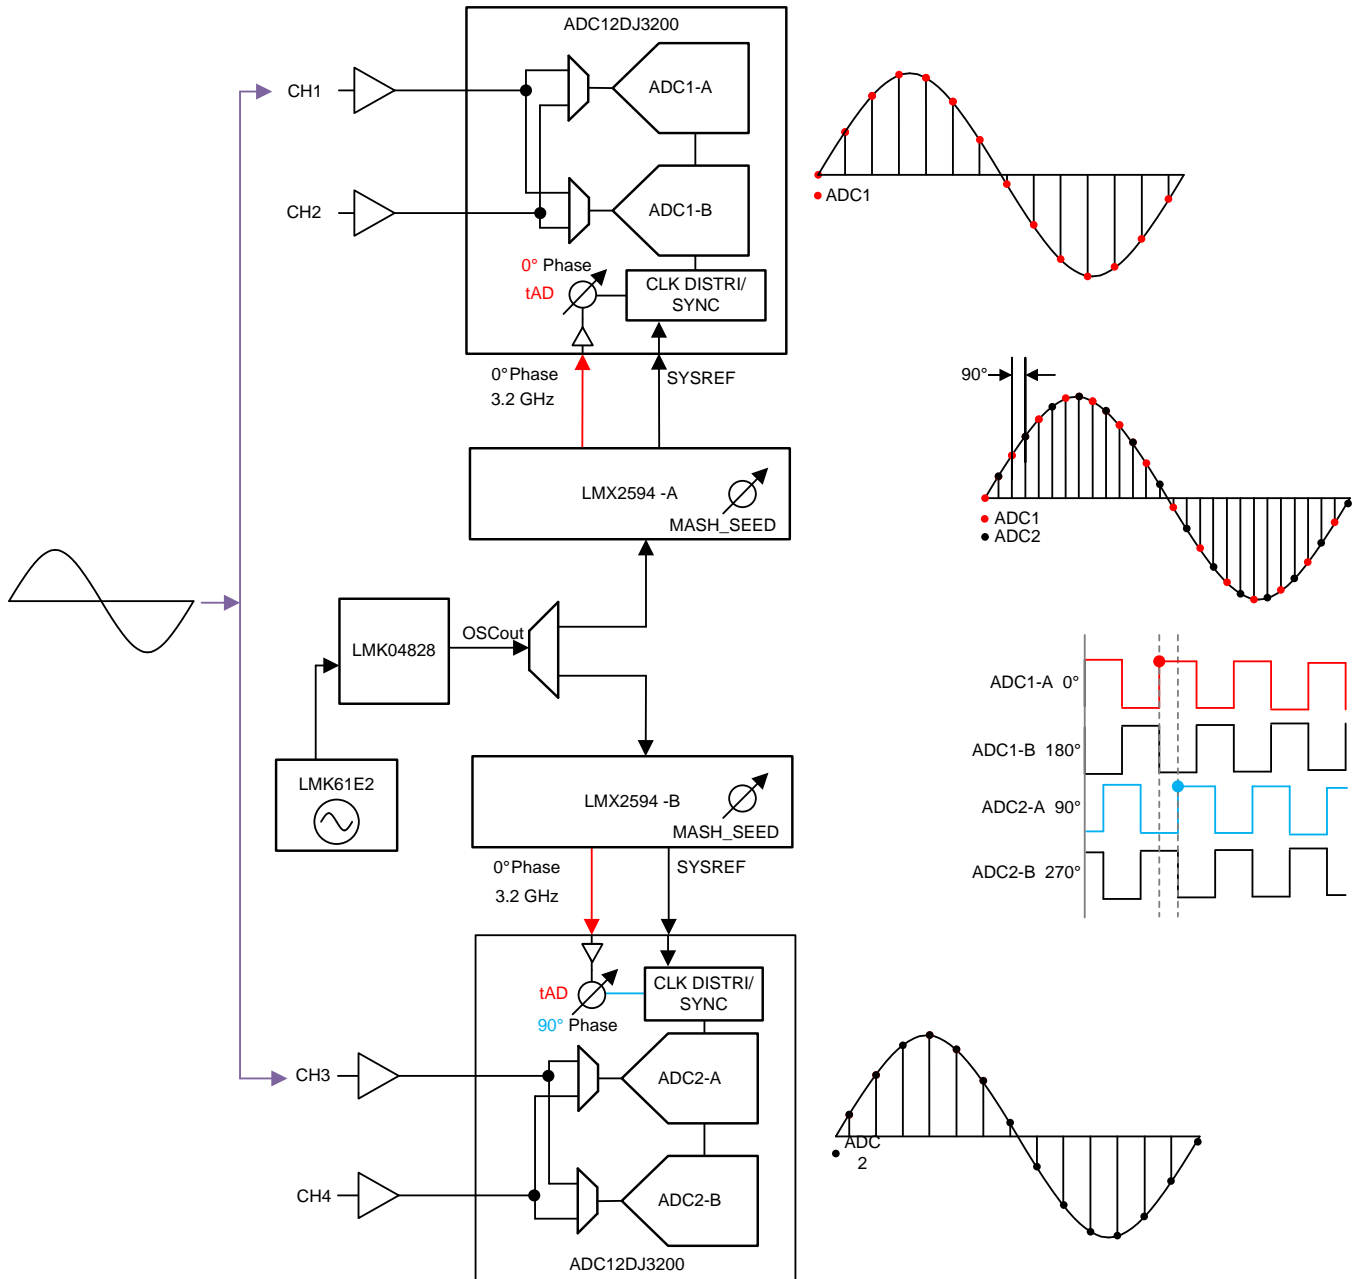 ADC12DJ3200
CH1
ADC1-A
ADC1
CH2
ADC1-B
0° Phase
tAD
CLK DISTRI/
SYNC
0° Phase
3.2 GHz
SYSREF
90°
LMX2594 -A
MASH_SEED
ADC1
ADC2
LMK04828
OSCout
LMK61E2
LMX2594 -B
MASH_SEED
ADC1-A 0°
ADC1-B 180°
ADC2-A 90°
ADC2-B 270°
0° Phase
3.2 GHz
SYSREF
tAD
90° Phase
CLK DISTRI/
SYNC
CH3
ADC2-A
ADC
2
CH4
ADC2-B
ADC12DJ3200